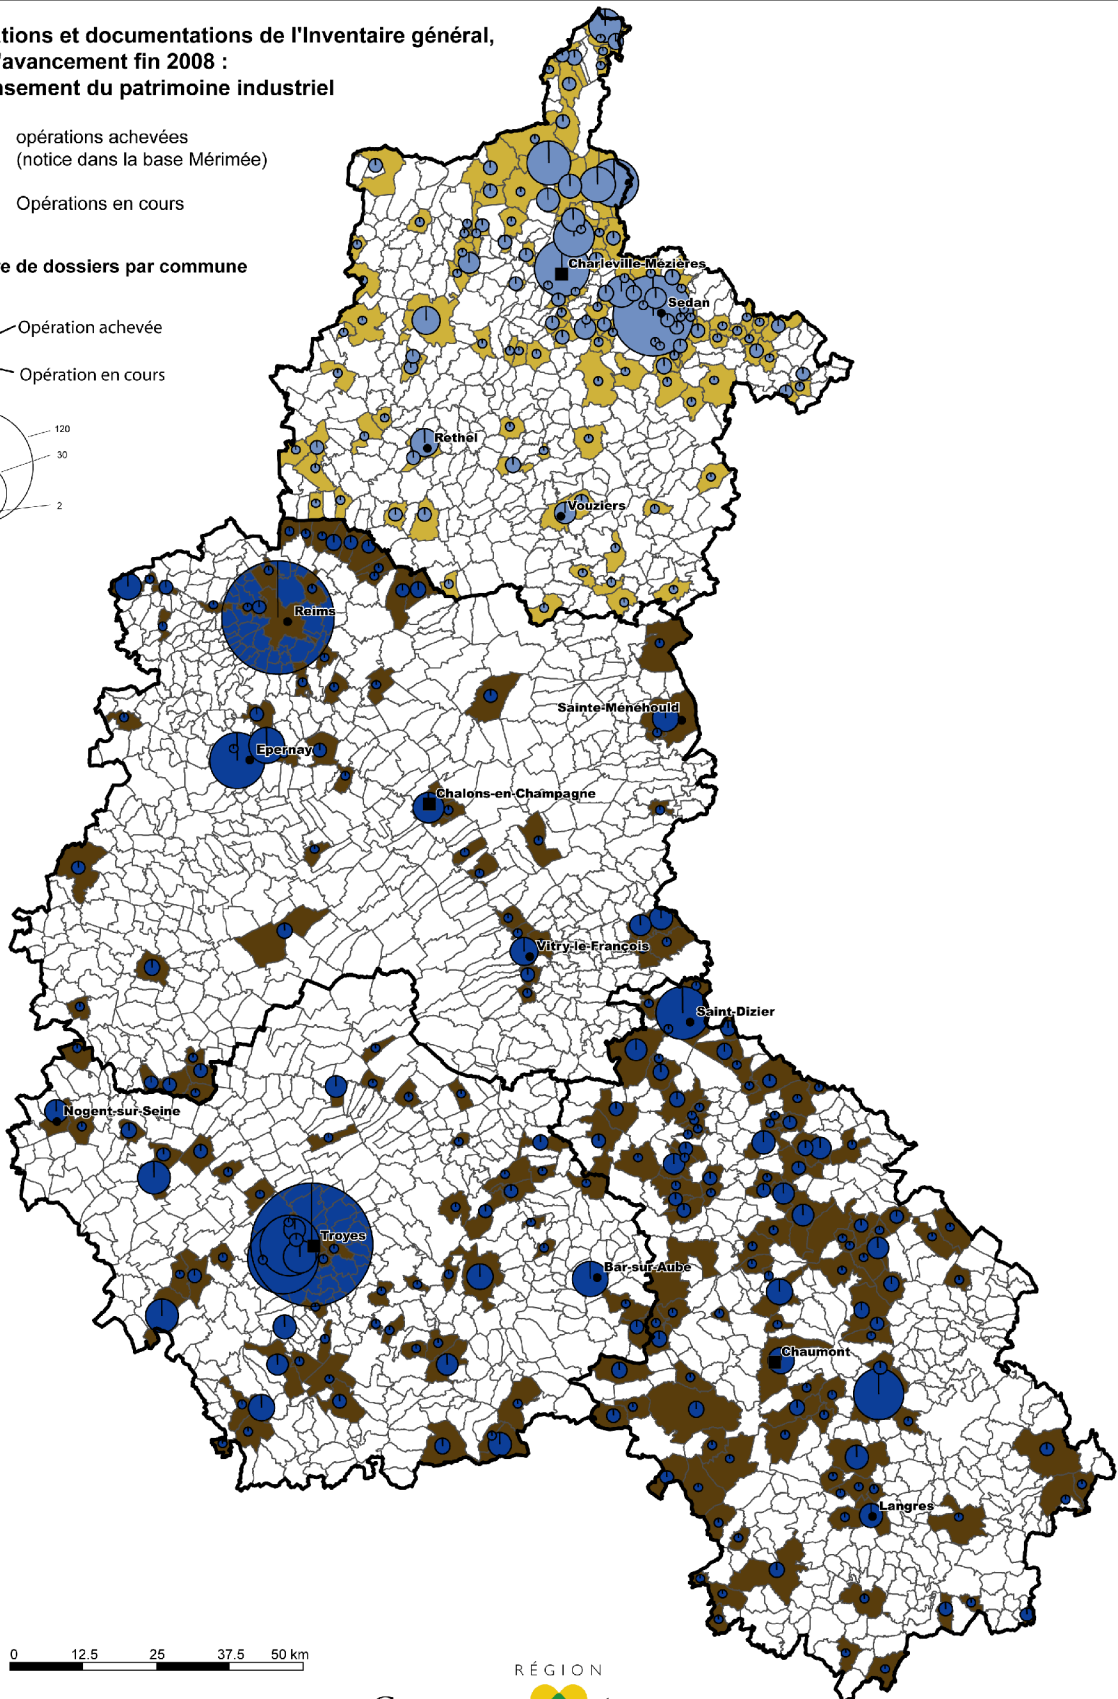 tions et documentations de l'Inventaire général,
'avancement fin 2008 :
nsement du patrimoine industriel
opérations achevées
(notice dans la base Mérimée)
Opérations en cours
e de dossiers par commune
Opération achevée
Opération en cours
120
30
2
Charleville-Mézières
Sedan
Rethel
Vouziers
Reims
Sainte-Ménéhould
Epernay
Chalons-en-Champagne
Vitry-le-François
Saint-Dizier
Nogent-sur-Seine
Troyes
Bar-sur-Aube
Chaumont
Langres
0 12.5 25 37.5 50 km
RÉGION